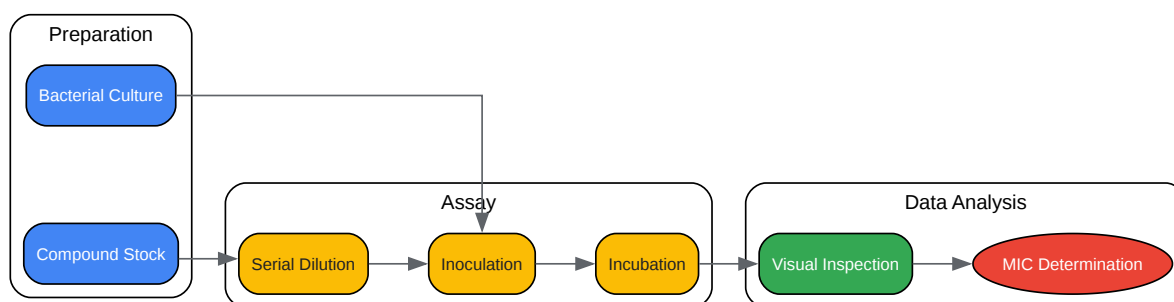 Preparation
Bacterial Culture
Compound Stock
Assay
Serial Dilution
Inoculation
Incubation
Data Analysis
Visual Inspection
MIC Determination